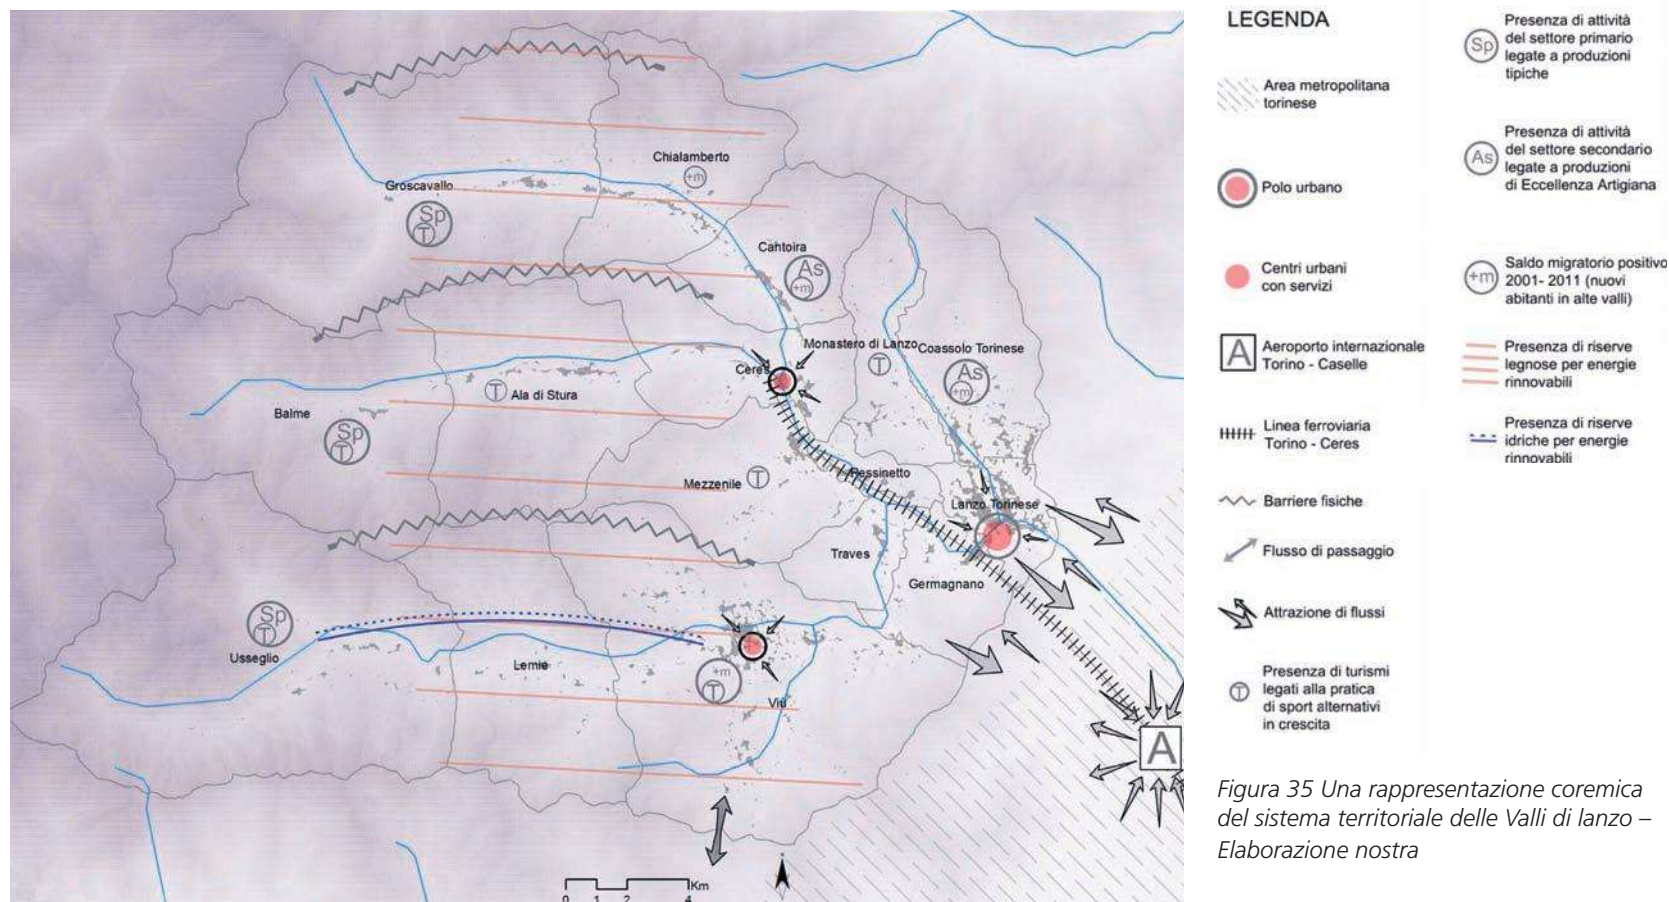 Chialamberto
+m
Groscavallo
Sp
T
Cahtoira
As
+m
Monastero di Lanzo
T
Coassolo Torinese
As
+m
Ceres
T
Ala di Stura
Balme
Sp
T
Mezzenile
T
Pessinetto
Lanzo Torinese
Traves
Germagnano
Sp
T
Usseglio
Lemie
+m
T
Viù
A
Km
0 1 2 4
LEGENDA
Area metropolitana
torinese
Polo urbano
Centri urbani
con servizi
A
Aeroporto internazionale
Torino - Caselle
Linea ferroviaria
Torino - Ceres
Barriere fisiche
Flusso di passaggio
Attrazione di flussi
T
Presenza di turismi
legati alla pratica
di sport alternativi
in crescita
Sp
Presenza di attività
del settore primario
legate a produzioni
tipiche
As
Presenza di attività
del settore secondario
legate a produzioni
di Eccellenza Artigiana
+m
Saldo migratorio positivo
2001- 2011 (nuovi
abitanti in alte valli)
Presenza di riserve
legnose per energie
rinnovabili
Presenza di riserve
idriche per energie
rinnovabili
Figura 35 Una rappresentazione coremica
del sistema territoriale delle Valli di lanzo –
Elaborazione nostra